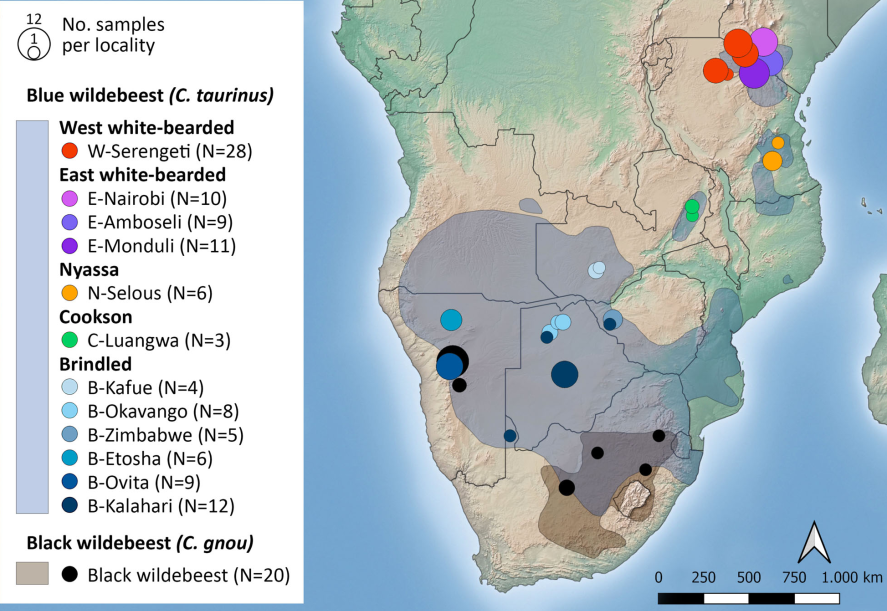 12
1
No. samples
per locality
Blue wildebeest (C. taurinus)
West white-bearded
W-Serengeti (N=28)
East white-bearded
E-Nairobi (N=10)
E-Amboseli (N=9)
E-Monduli (N=11)
Nyassa
N-Selous (N=6)
Cookson
C-Luangwa (N=3)
Brindled
B-Kafue (N=4)
B-Okavango (N=8)
B-Zimbabwe (N=5)
B-Etosha (N=6)
B-Ovita (N=9)
B-Kalahari (N=12)
Black wildebeest (C. gnou)
Black wildebeest (N=20)
0 250 500 750 1.000 km